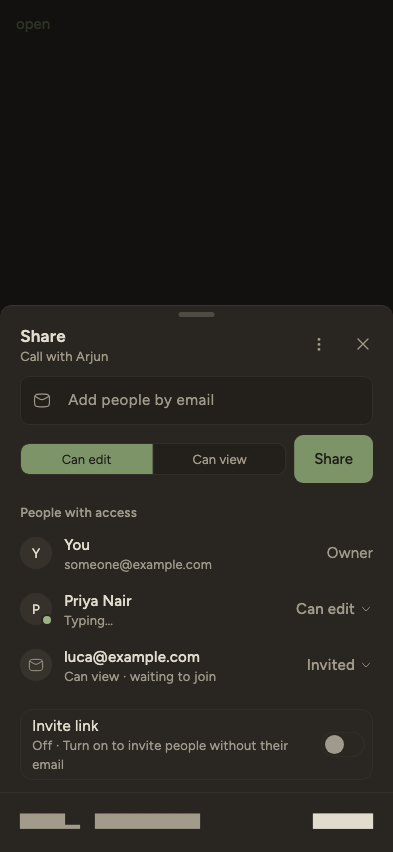 open
Share
Call with Arjun
Add people by email
Can edit
Can view
Share
People with access
Y
You
someone@example.com
Owner
P
Priya Nair
Typing…
Can edit
luca@example.com
Can view · waiting to join
Invited
Invite link
Off · Turn on to invite people without their
email